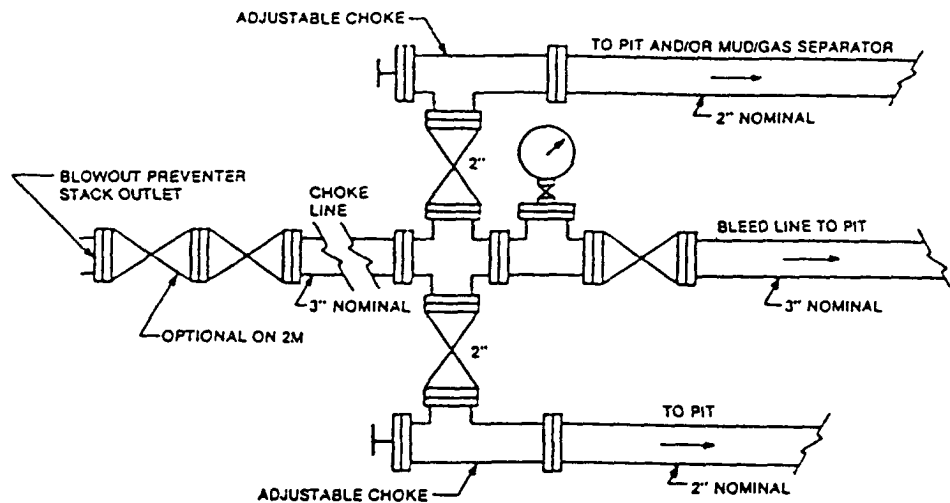 ADJUSTABLE CHOKE
TO PIT AND/OR MUD/GAS SEPARATOR
2" NOMINAL
2"
BLOWOUT PREVENTER
STACK OUTLET
CHOKE
LINE
BLEED LINE TO PIT
3" NOMINAL
3" NOMINAL
OPTIONAL ON 2M
2"
TO PIT
2" NOMINAL
ADJUSTABLE CHOKE